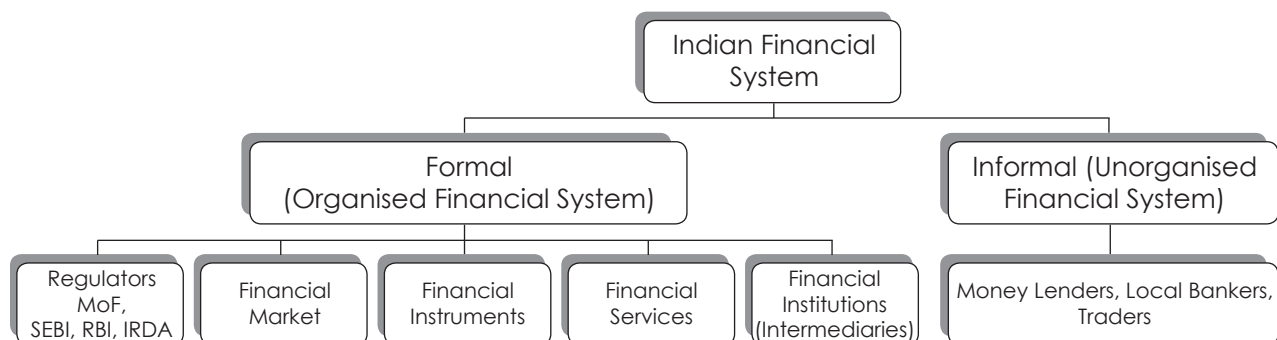 Indian Financial
System
Formal
(Organised Financial System)
Informal (Unorganised
Financial System)
Regulators
MoF,
SEBI, RBI, IRDA
Financial
Market
Financial
Instruments
Financial
Services
Financial
Institutions
(Intermediaries)
Money Lenders, Local Bankers,
Traders